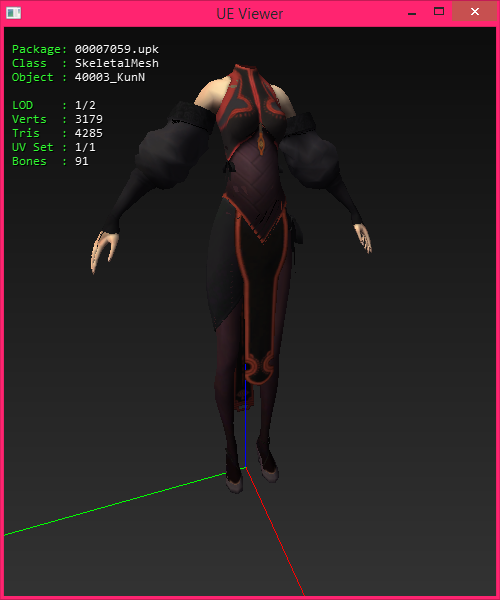 UE Viewer
Package: 00007059.upk
Class  : SkeletalMesh
Object : 40003_KunN
LOD    : 1/2
Verts  : 3179
Tris   : 4285
UV Set : 1/1
Bones  : 91